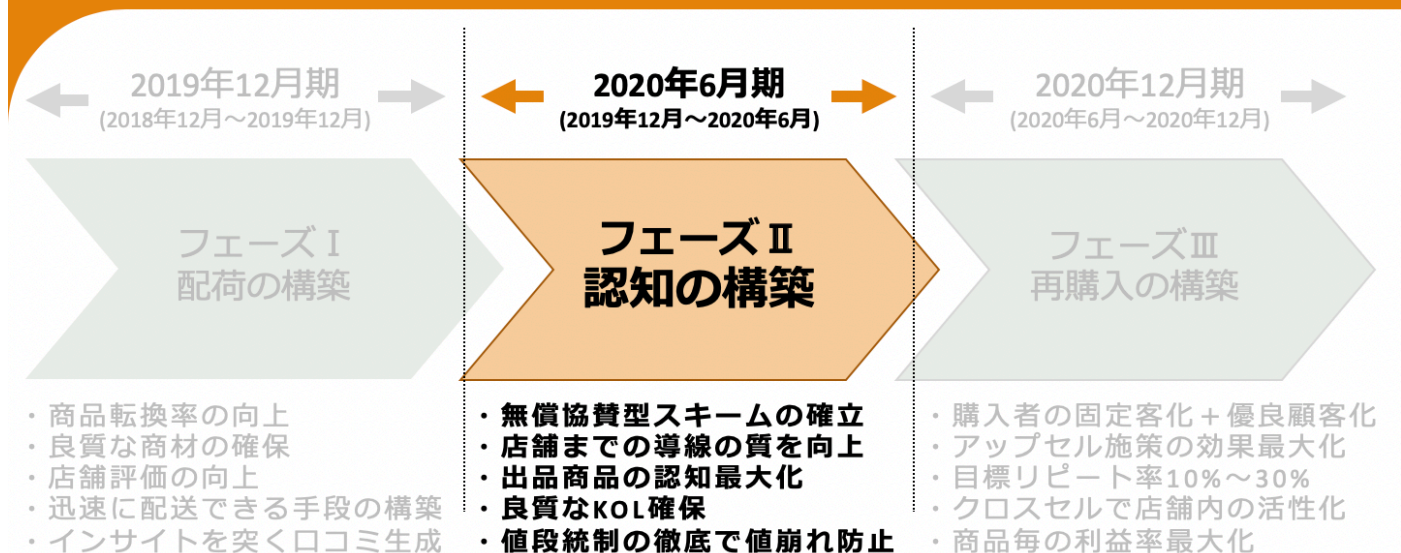 2019年12月期
(2018年12月〜2019年12月)
フェーズⅠ
配荷の構築
・商品転換率の向上
・良質な商材の確保
・店舗評価の向上
・迅速に配送できる手段の構築
・インサイトを突く口コミ生成
2020年6月期
(2019年12月〜2020年6月)
フェーズⅡ
認知の構築
・無償協賛型スキームの確立
・店舗までの導線の質を向上
・出品商品の認知最大化
・良質なKOL確保
・値段統制の徹底で値崩れ防止
2020年12月期
(2020年6月〜2020年12月)
フェーズⅢ
再購入の構築
・購入者の固定客化＋優良顧客化
・アップセル施策の効果最大化
・目標リピート率10%〜30%
・クロスセルで店舗内の活性化
・商品毎の利益率最大化